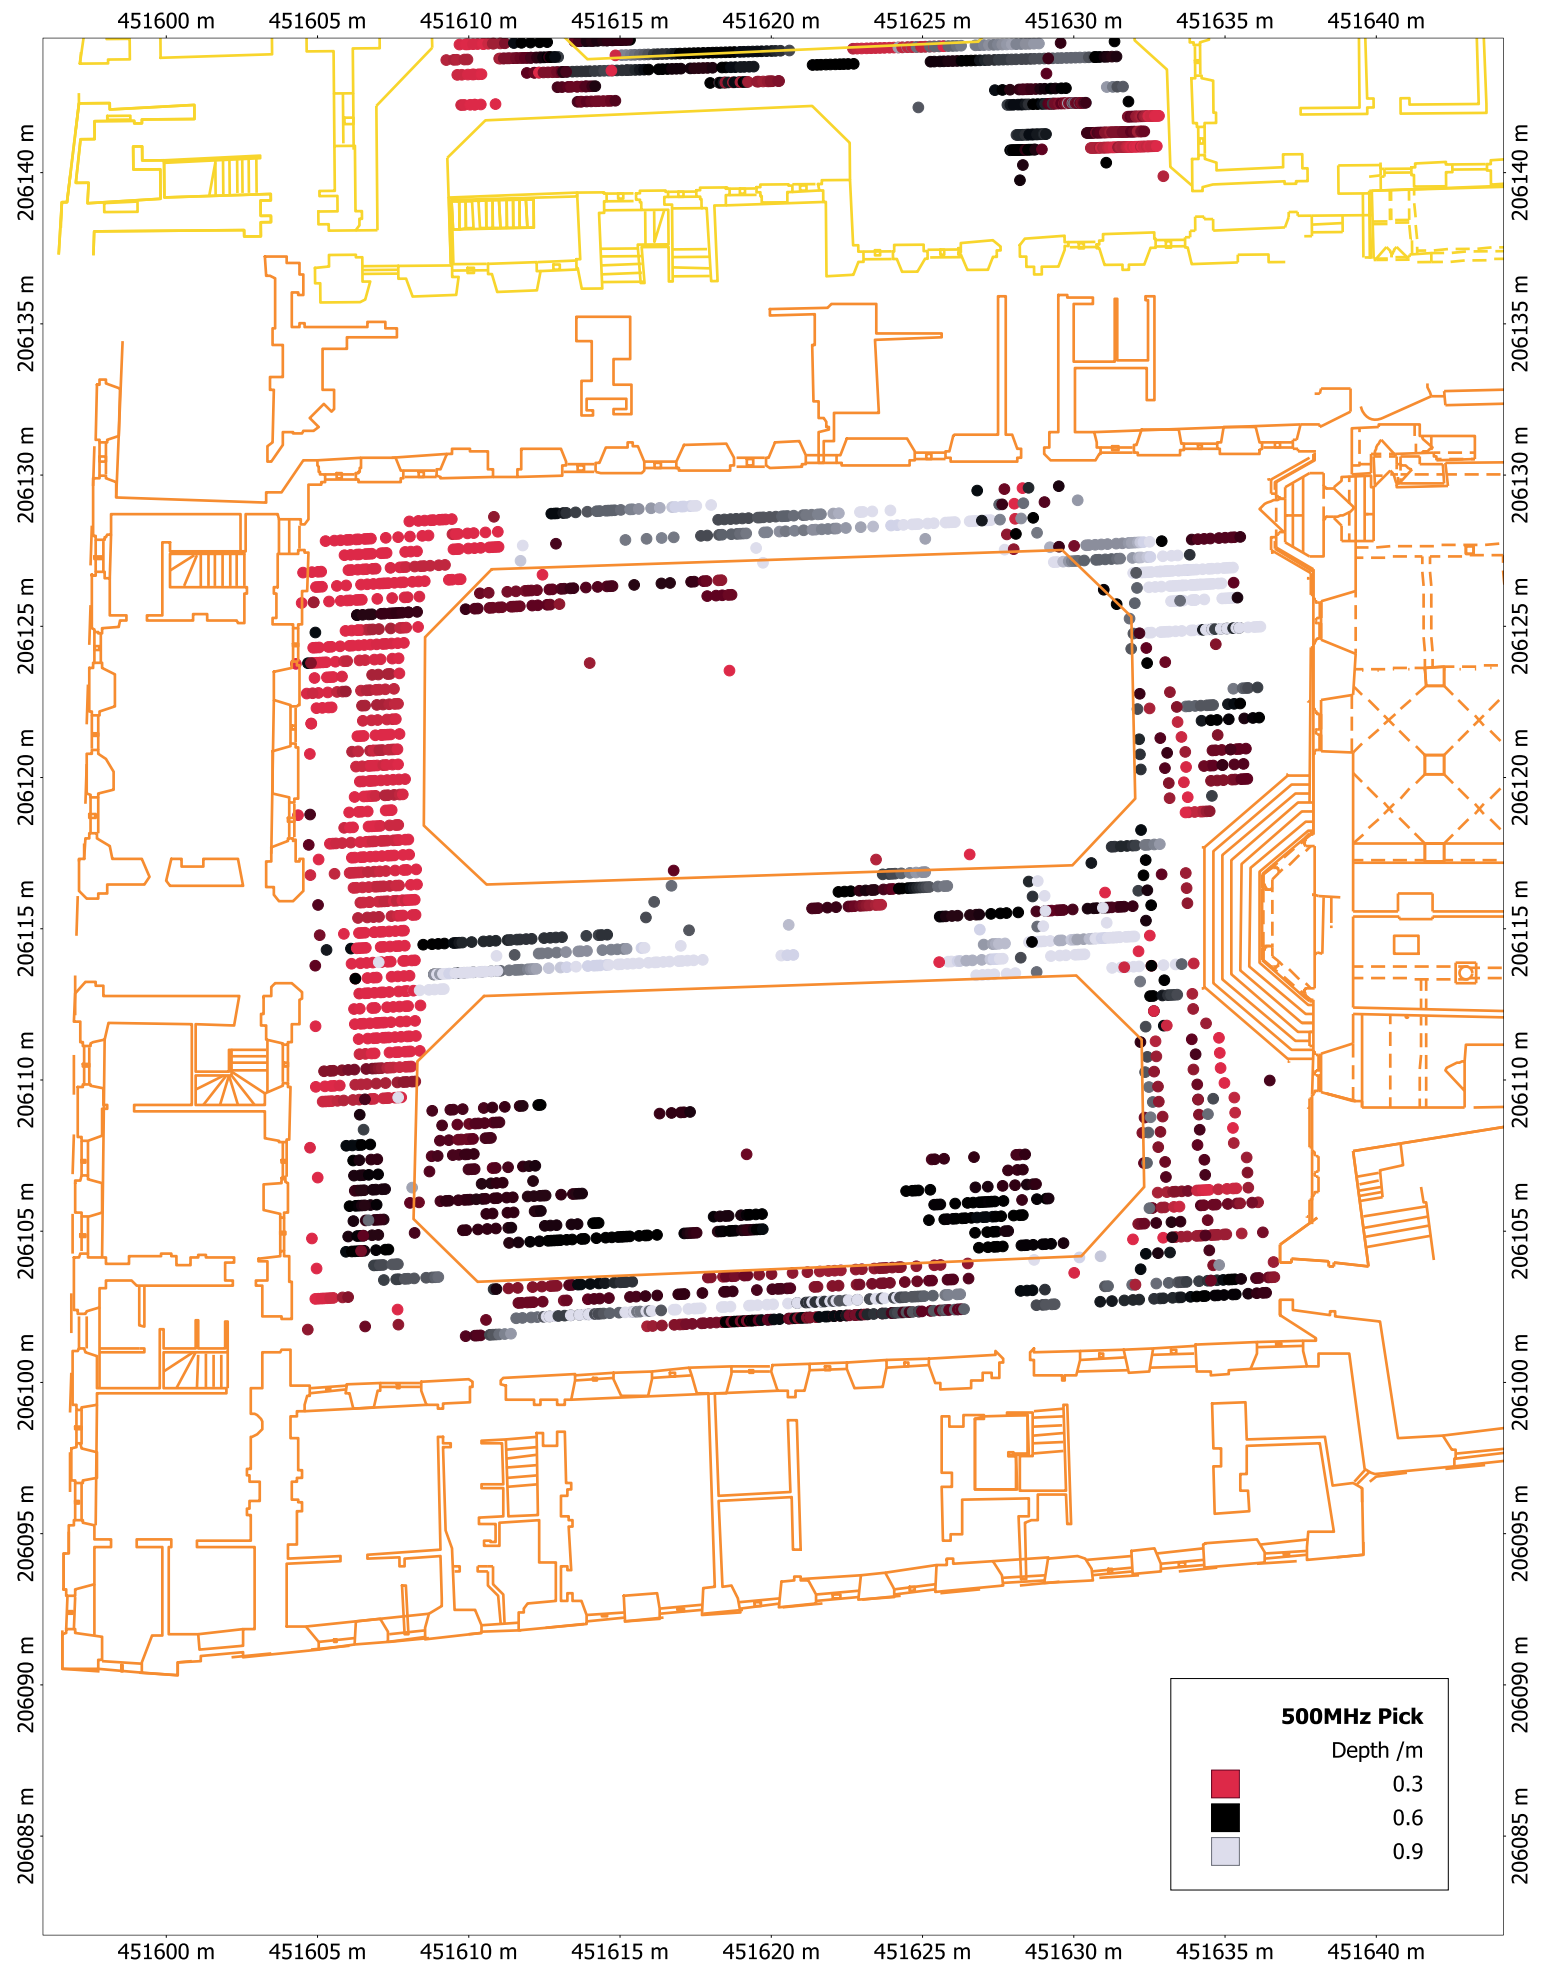 451600 m 451605 m 451610 m 451615 m 451620 m 451625 m 451630 m 451635 m 451640 m
206140 m 206140 m
206135 m 206135 m
206130 m 206130 m
206125 m 206125 m
206120 m 206120 m
206115 m 206115 m
206110 m 206110 m
206105 m 206105 m
206100 m 206100 m
206095 m 206095 m
206090 m 206090 m
206085 m 206085 m
500MHz Pick
Depth /m
0.3
0.6
0.9
451600 m 451605 m 451610 m 451615 m 451620 m 451625 m 451630 m 451635 m 451640 m